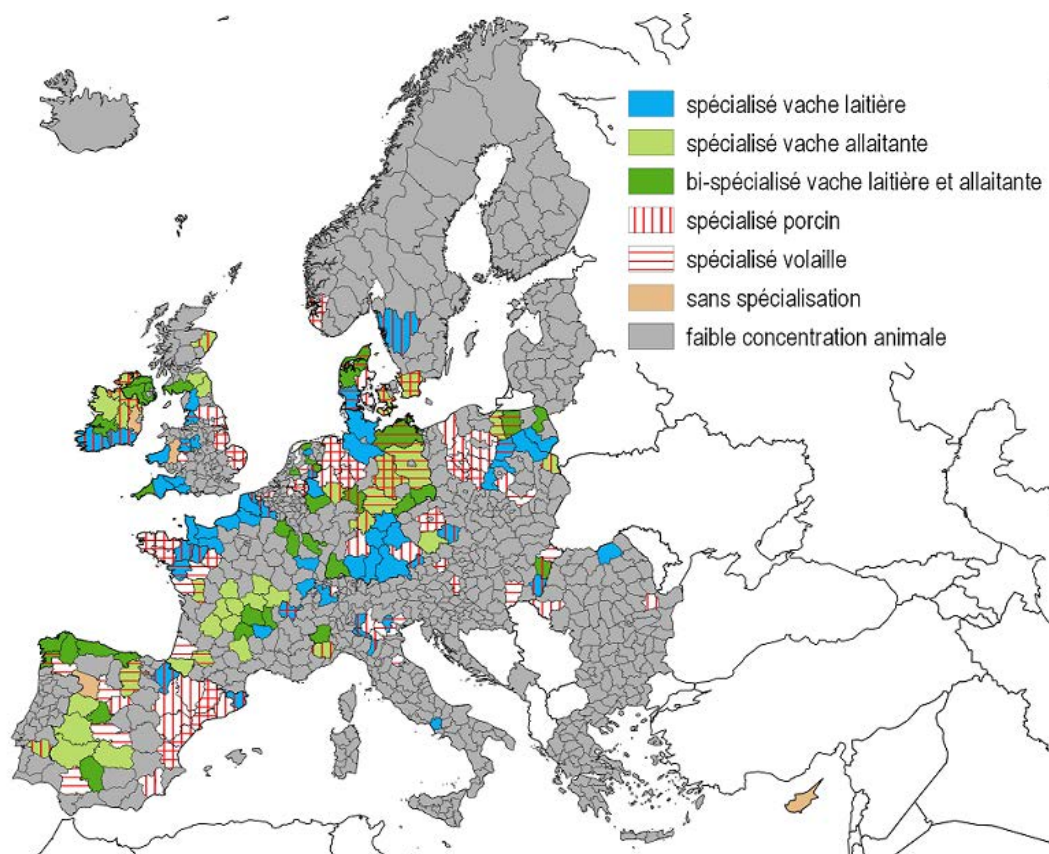 spécialisé vache laitière
spécialisé vache allaitante
bi-spécialisé vache laitière et allaitante
spécialisé porcin
spécialisé volaille
sans spécialisation
faible concentration animale